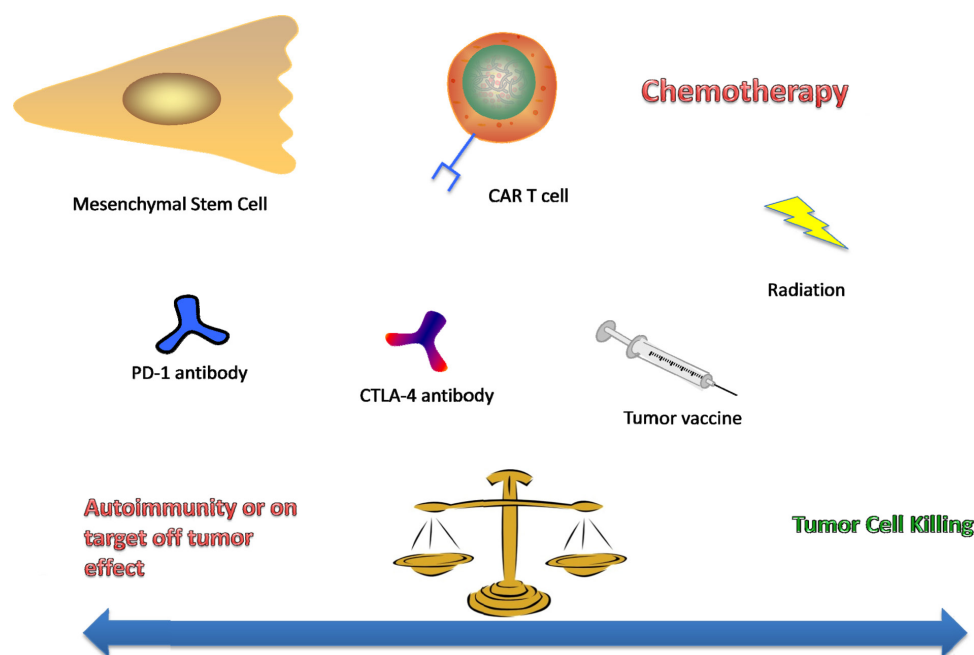 Chemotherapy
Mesenchymal Stem Cell
CAR T cell
Radiation
PD-1 antibody
CTLA-4 antibody
Tumor vaccine
Autoimmunity or on
target off tumor
effect
Tumor Cell Killing